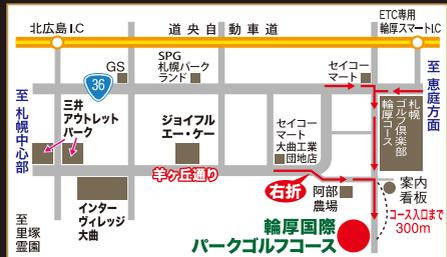 北広島I.C
道央自動車道
ETC専用
輪厚スマートI.C
GS
SPG
札幌パーク
ランド
セイコー
マート
至 恵庭方面
36
至 札幌中心部
三井
アウトレット
パーク
ジョイフル
エー・ケー
セイコー
マート
大曲工業
団地店
札幌
ゴルフ倶楽部
輪厚コース
羊ヶ丘通り
右折
阿部
農場
案内
看板
コース入口まで
300m
インター
ヴィレッジ
大曲
至
里塚
霊園
輪厚国際
パークゴルフコース